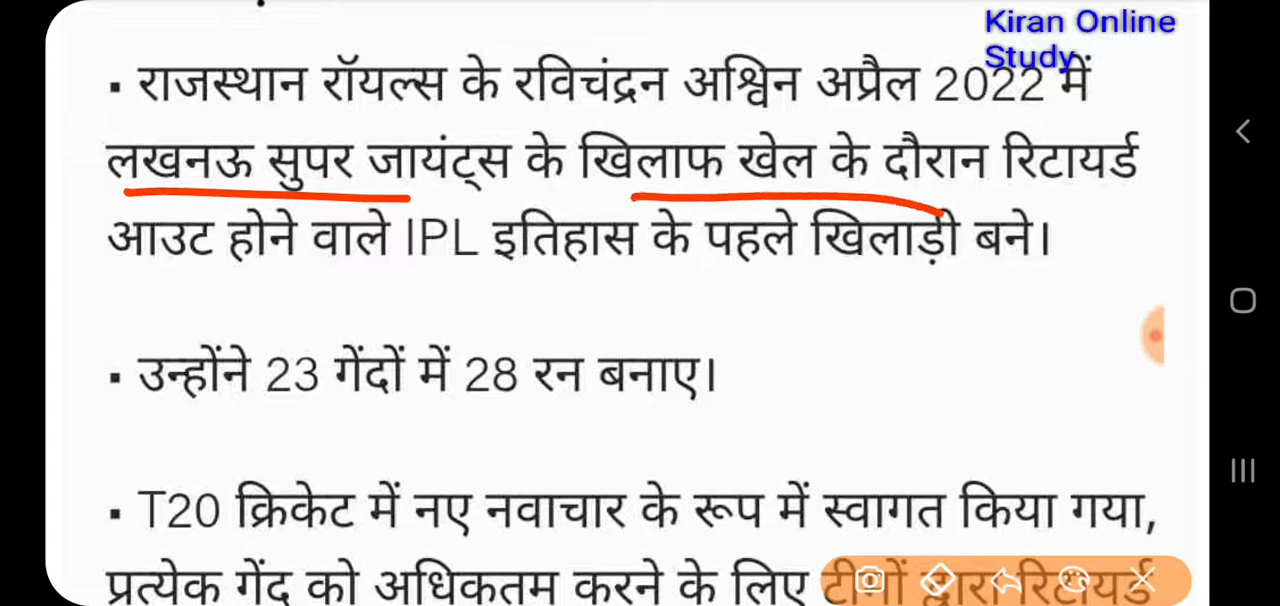 Kiran Online
Study
▪ राजस्थान रॉयल्स के रविचंद्रन अश्विन अप्रैल 2022 में
लखनऊ सुपर जायंट्स के खिलाफ खेल के दौरान रिटायर्ड
आउट होने वाले IPL इतिहास के पहले खिलाड़ी बने।
▪ उन्होंने 23 गेंदों में 28 रन बनाए।
▪ T20 क्रिकेट में नए नवाचार के रूप में स्वागत किया गया,
प्रत्येक गेंद को अधिकतम करने के लिए टीमों द्वारा रिटायर्ड